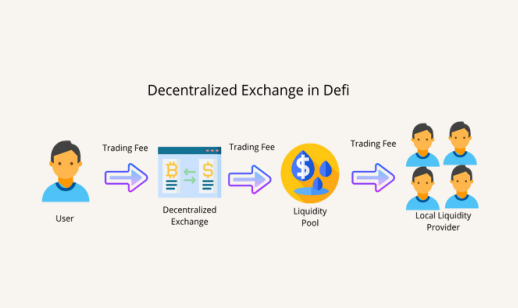 Decentralized Exchange in Defi
Trading Fee
Trading Fee
Trading Fee
User
Decentralized
Exchange
Liquidity
Pool
Local Liquidity
Provider